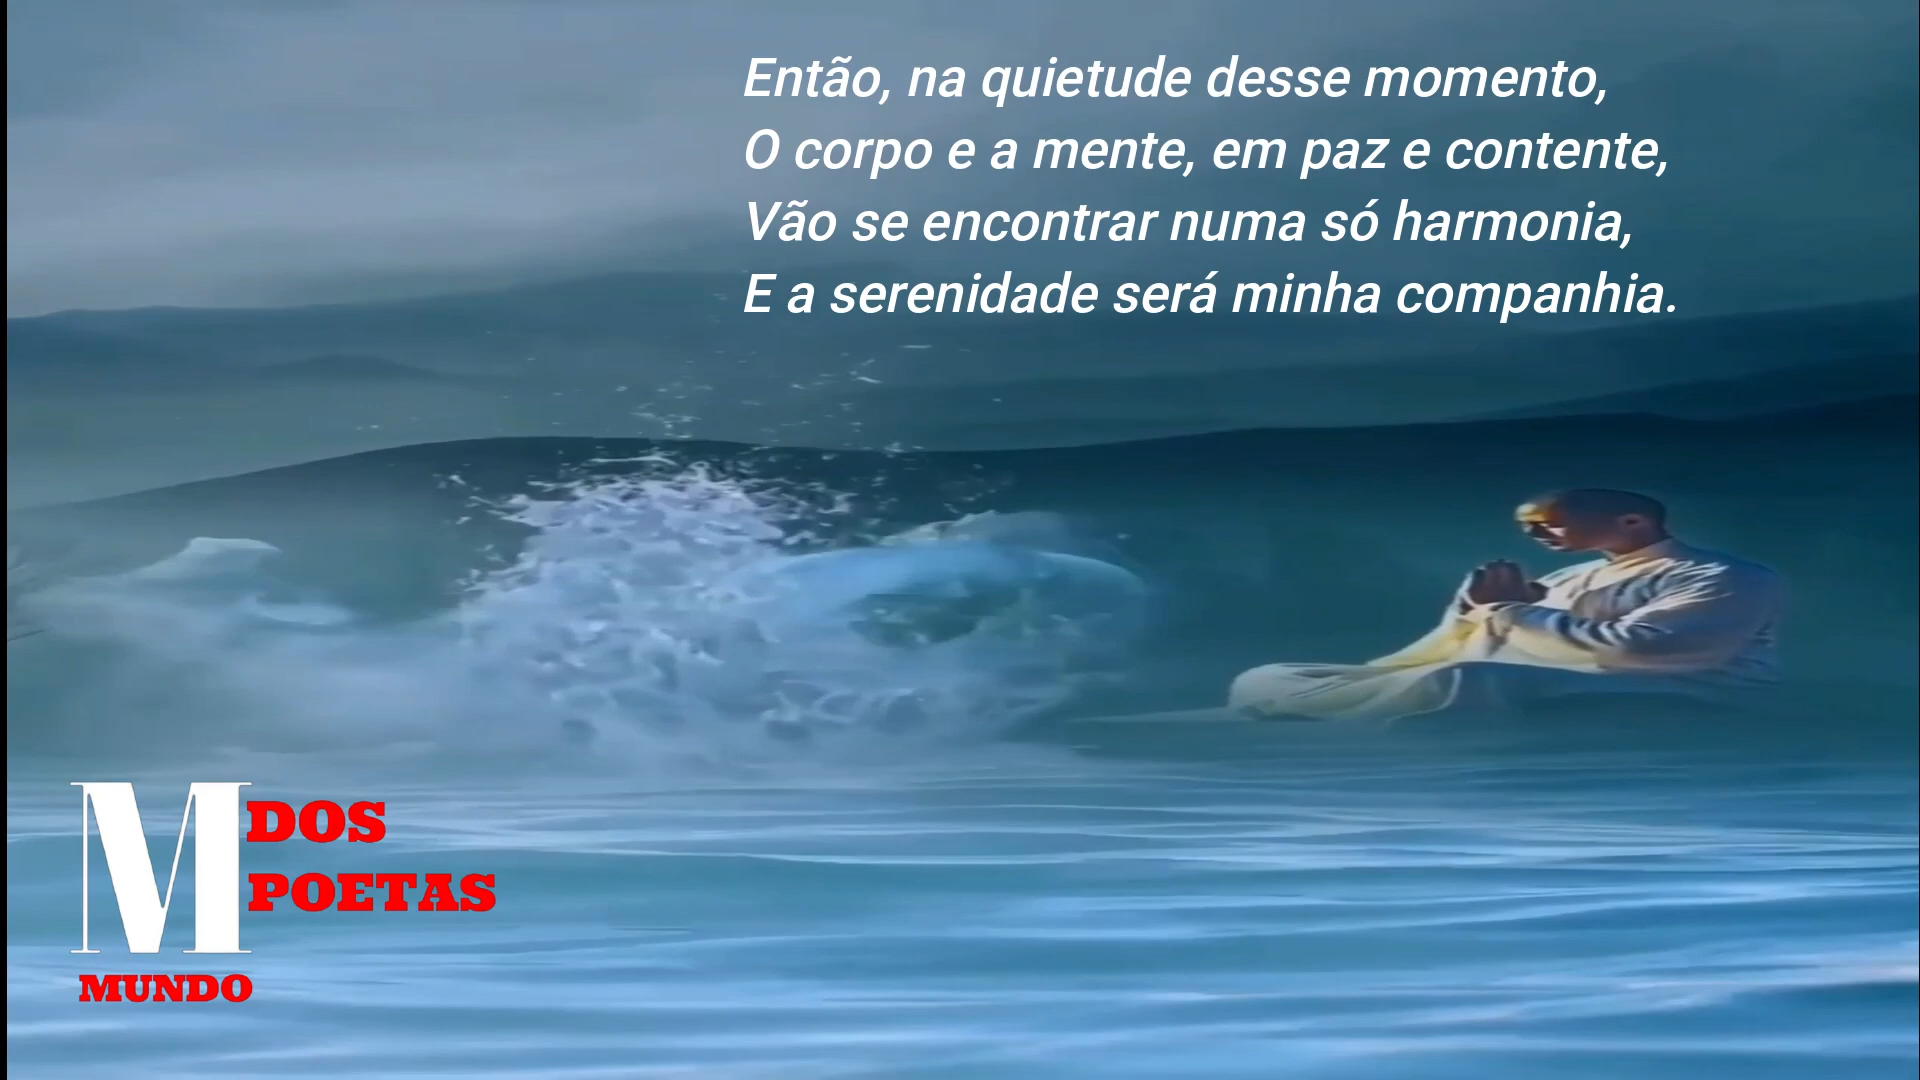 Então, na quietude desse momento,
O corpo e a mente, em paz e contente,
Vão se encontrar numa só harmonia,
E a serenidade será minha companhia.
M DOS
POETAS
MUNDO